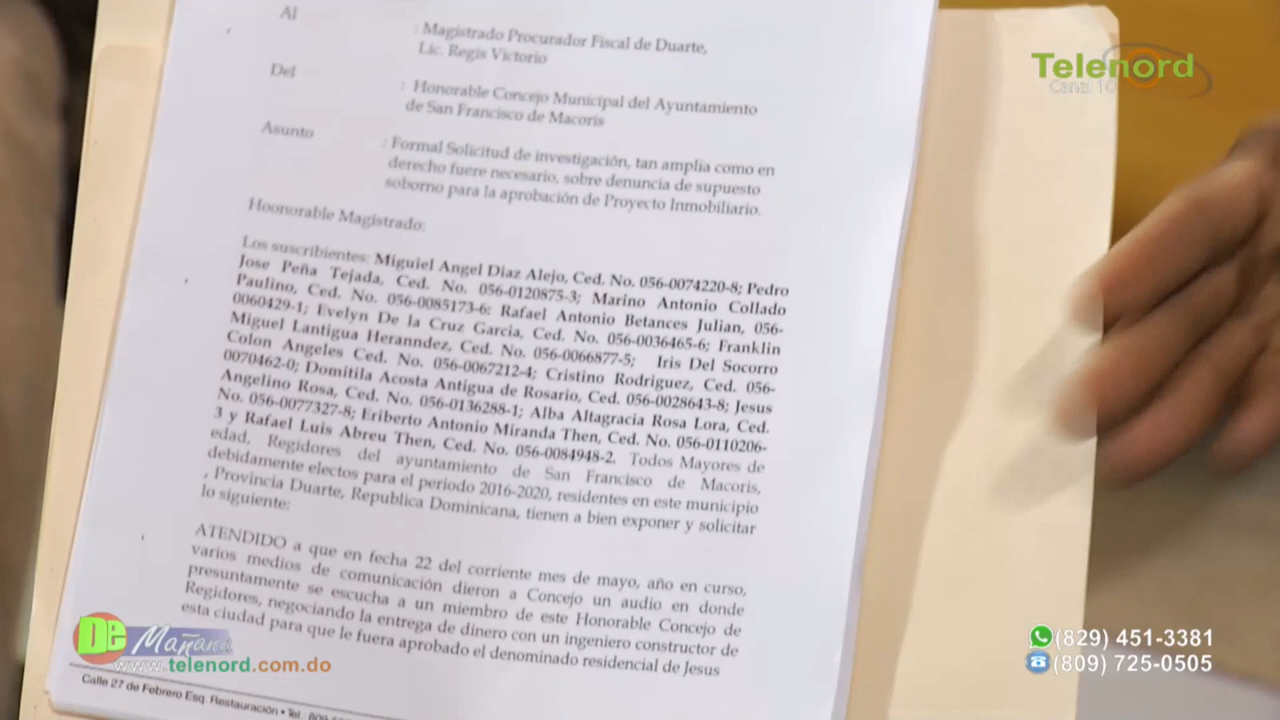 Al : Magistrado Procurador Fiscal de Duarte,
Lic. Regis Victorio
Del : Honorable Concejo Municipal del Ayuntamiento
de San Francisco de Macoris
Asunto : Formal Solicitud de investigación, tan amplia como en
derecho fuere necesario, sobre denuncia de supuesto
soborno para la aprobación de Proyecto Inmobiliario.
Hoonorable Magistrado:
Los suscribientes: Miguiel Angel Diaz Alejo, Ced. No. 056-0074220-8; Pedro
Jose Peña Tejada, Ced. No. 056-0120875-3; Marino Antonio Collado
Paulino, Ced. No. 056-0085173-6; Rafael Antonio Betances Julian, 056-
0060429-1; Evelyn De la Cruz Garcia, Ced. No. 056-0036465-6; Franklin
Miguel Lantigua Heranndez, Ced. No. 056-0066877-5; Iris Del Socorro
Colon Angeles Ced. No. 056-0067212-4; Cristino Rodriguez, Ced. 056-
0070462-0; Domitila Acosta Antigua de Rosario, Ced. 056-0028643-8; Jesus
Angelino Rosa, Ced. No. 056-0136288-1; Alba Altagracia Rosa Lora, Ced.
No. 056-0077327-8; Eriberto Antonio Miranda Then, Ced. No. 056-0110206-
3 y Rafael Luis Abreu Then, Ced. No. 056-0084948-2. Todos Mayores de
edad, Regidores del ayuntamiento de San Francisco de Macoris,
debidamente electos para el periodo 2016-2020, residentes en este municipio
, Provincia Duarte, Republica Dominicana, tienen a bien exponer y solicitar
lo siguiente:
ATENDIDO a que en fecha 22 del corriente mes de mayo, año en curso,
varios medios de comunicación dieron a Concejo un audio en donde
presuntamente se escucha a un miembro de este Honorable Concejo de
Regidores, negociando la entrega de dinero con un ingeniero constructor de
esta ciudad para que le fuera aprobado el denominado residencial de Jesus
Calle 27 de Febrero Esq. Restauración • Tel.: 809-
Telenord
Canal 10
De Mañana
www.telenord.com.do
(829) 451-3381
(809) 725-0505